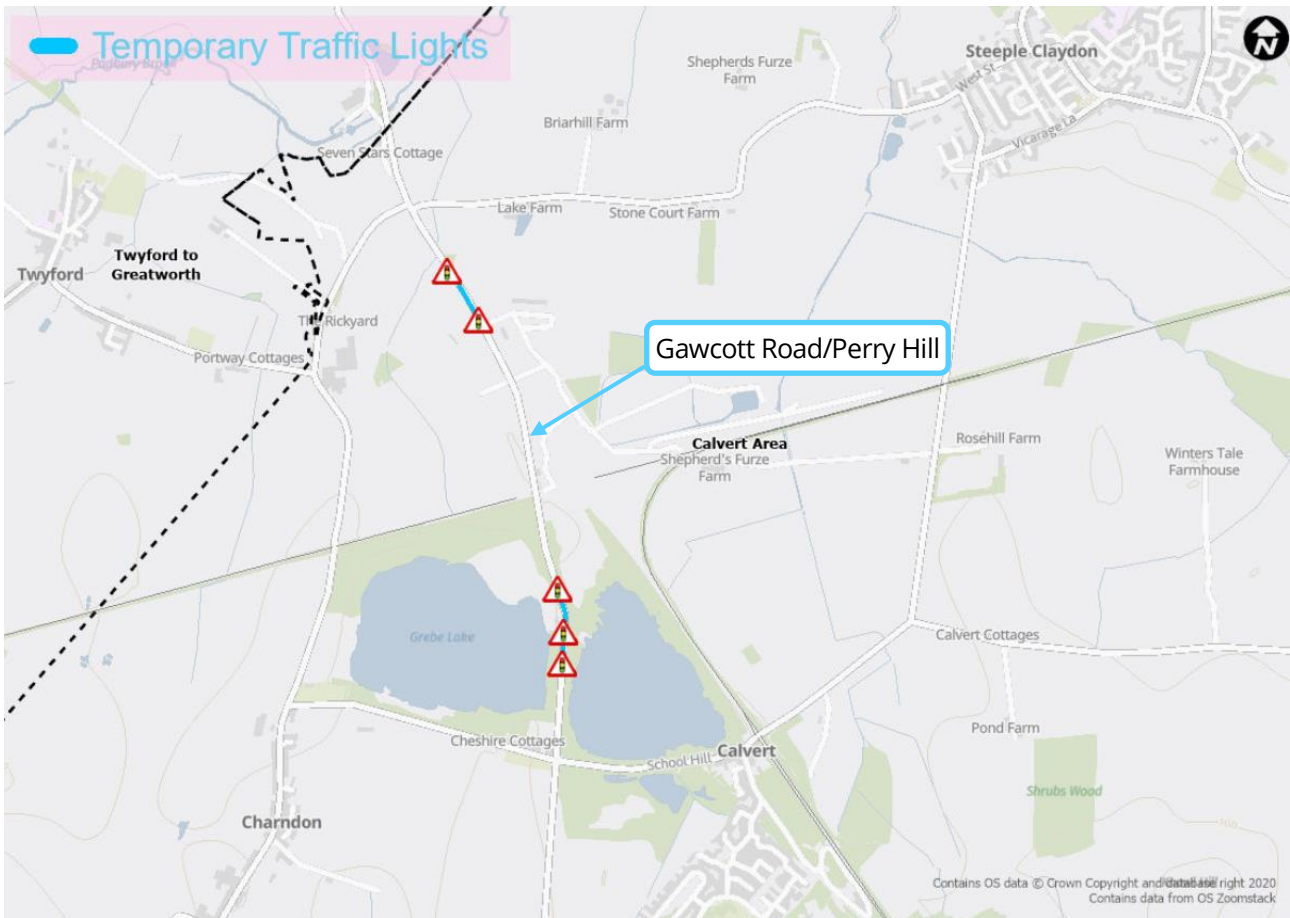 Temporary Traffic Lights
Padbury Brook
N
Steeple Claydon
West St
Shepherds Furze
Farm
Briarhill Farm
Vicarage La
Seven Stars Cottage
Lake Farm
Stone Court Farm
Twyford to
Greatworth
Twyford
The Rickyard
Portway Cottages
Gawcott Road/Perry Hill
Calvert Area
Shepherd's Furze
Farm
Rosehill Farm
Winters Tale
Farmhouse
Grebe Lake
Calvert Cottages
Pond Farm
Cheshire Cottages
School Hill
Calvert
Shrubs Wood
Charndon
100
Contains OS data © Crown Copyright and database right 2020
Contains data from OS Zoomstack